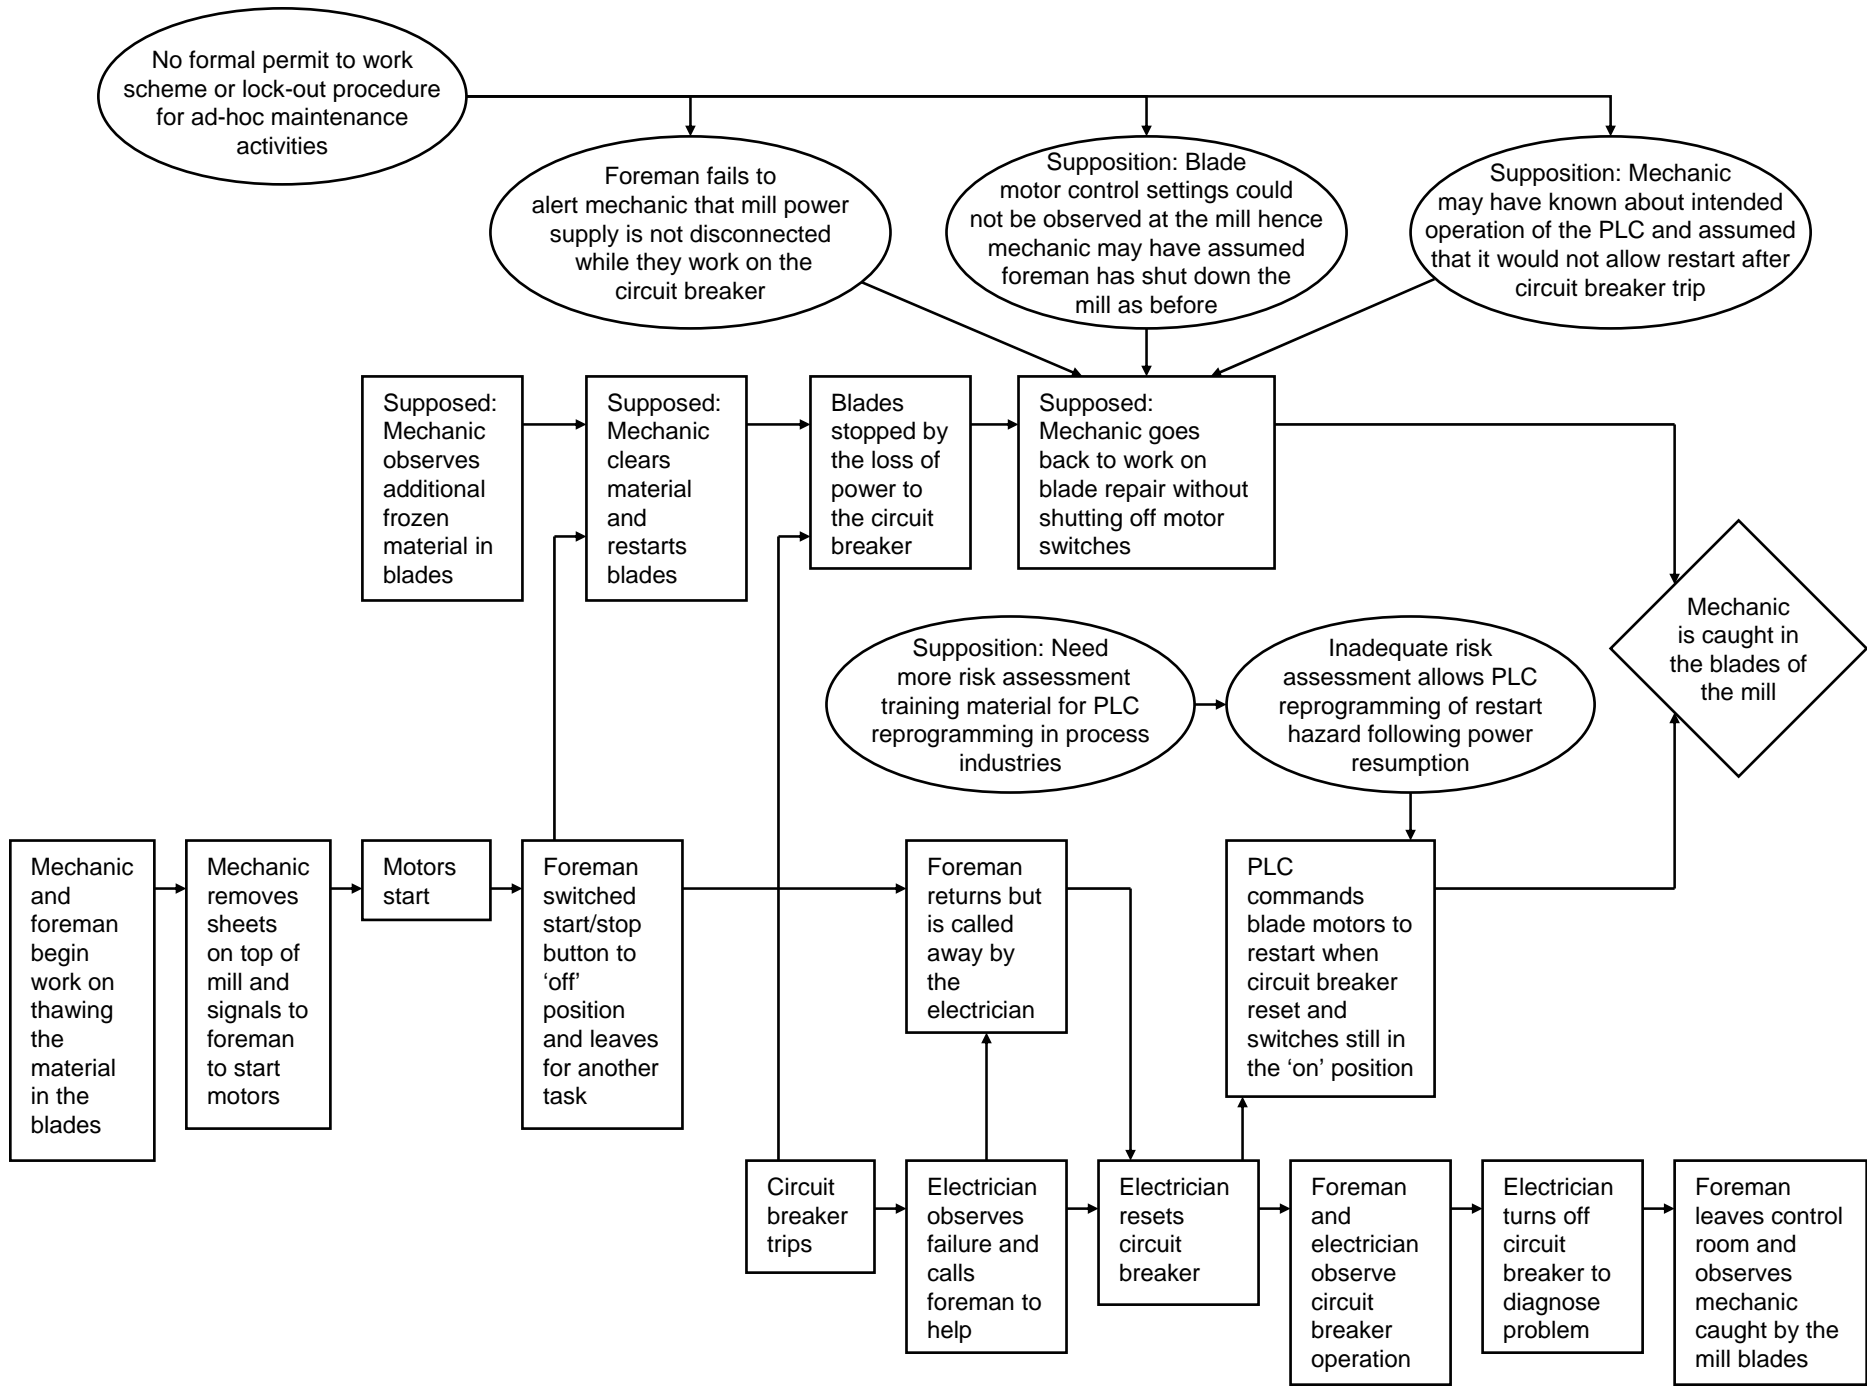 No formal permit to work
scheme or lock-out procedure
for ad-hoc maintenance
activities
Foreman fails to
alert mechanic that mill power
supply is not disconnected
while they work on the
circuit breaker
Supposition: Blade
motor control settings could
not be observed at the mill hence
mechanic may have assumed
foreman has shut down the
mill as before
Supposition: Mechanic
may have known about intended
operation of the PLC and assumed
that it would not allow restart after
circuit breaker trip
Supposed:
Mechanic
observes
additional
frozen
material in
blades
Supposed:
Mechanic
clears
material
and
restarts
blades
Blades
stopped by
the loss of
power to
the circuit
breaker
Supposed:
Mechanic goes
back to work on
blade repair without
shutting off motor
switches
Mechanic
is caught in
the blades of
the mill
Supposition: Need
more risk assessment
training material for PLC
reprogramming in process
industries
Inadequate risk
assessment allows PLC
reprogramming of restart
hazard following power
resumption
Mechanic
and
foreman
begin
work on
thawing
the
material
in the
blades
Mechanic
removes
sheets
on top of
mill and
signals to
foreman
to start
motors
Motors
start
Foreman
switched
start/stop
button to
‘off’
position
and leaves
for another
task
Foreman
returns but
is called
away by
the
electrician
PLC
commands
blade motors to
restart when
circuit breaker
reset and
switches still in
the ‘on’ position
Circuit
breaker
trips
Electrician
observes
failure and
calls
foreman to
help
Electrician
resets
circuit
breaker
Foreman
and
electrician
observe
circuit
breaker
operation
Electrician
turns off
circuit
breaker to
diagnose
problem
Foreman
leaves control
room and
observes
mechanic
caught by the
mill blades